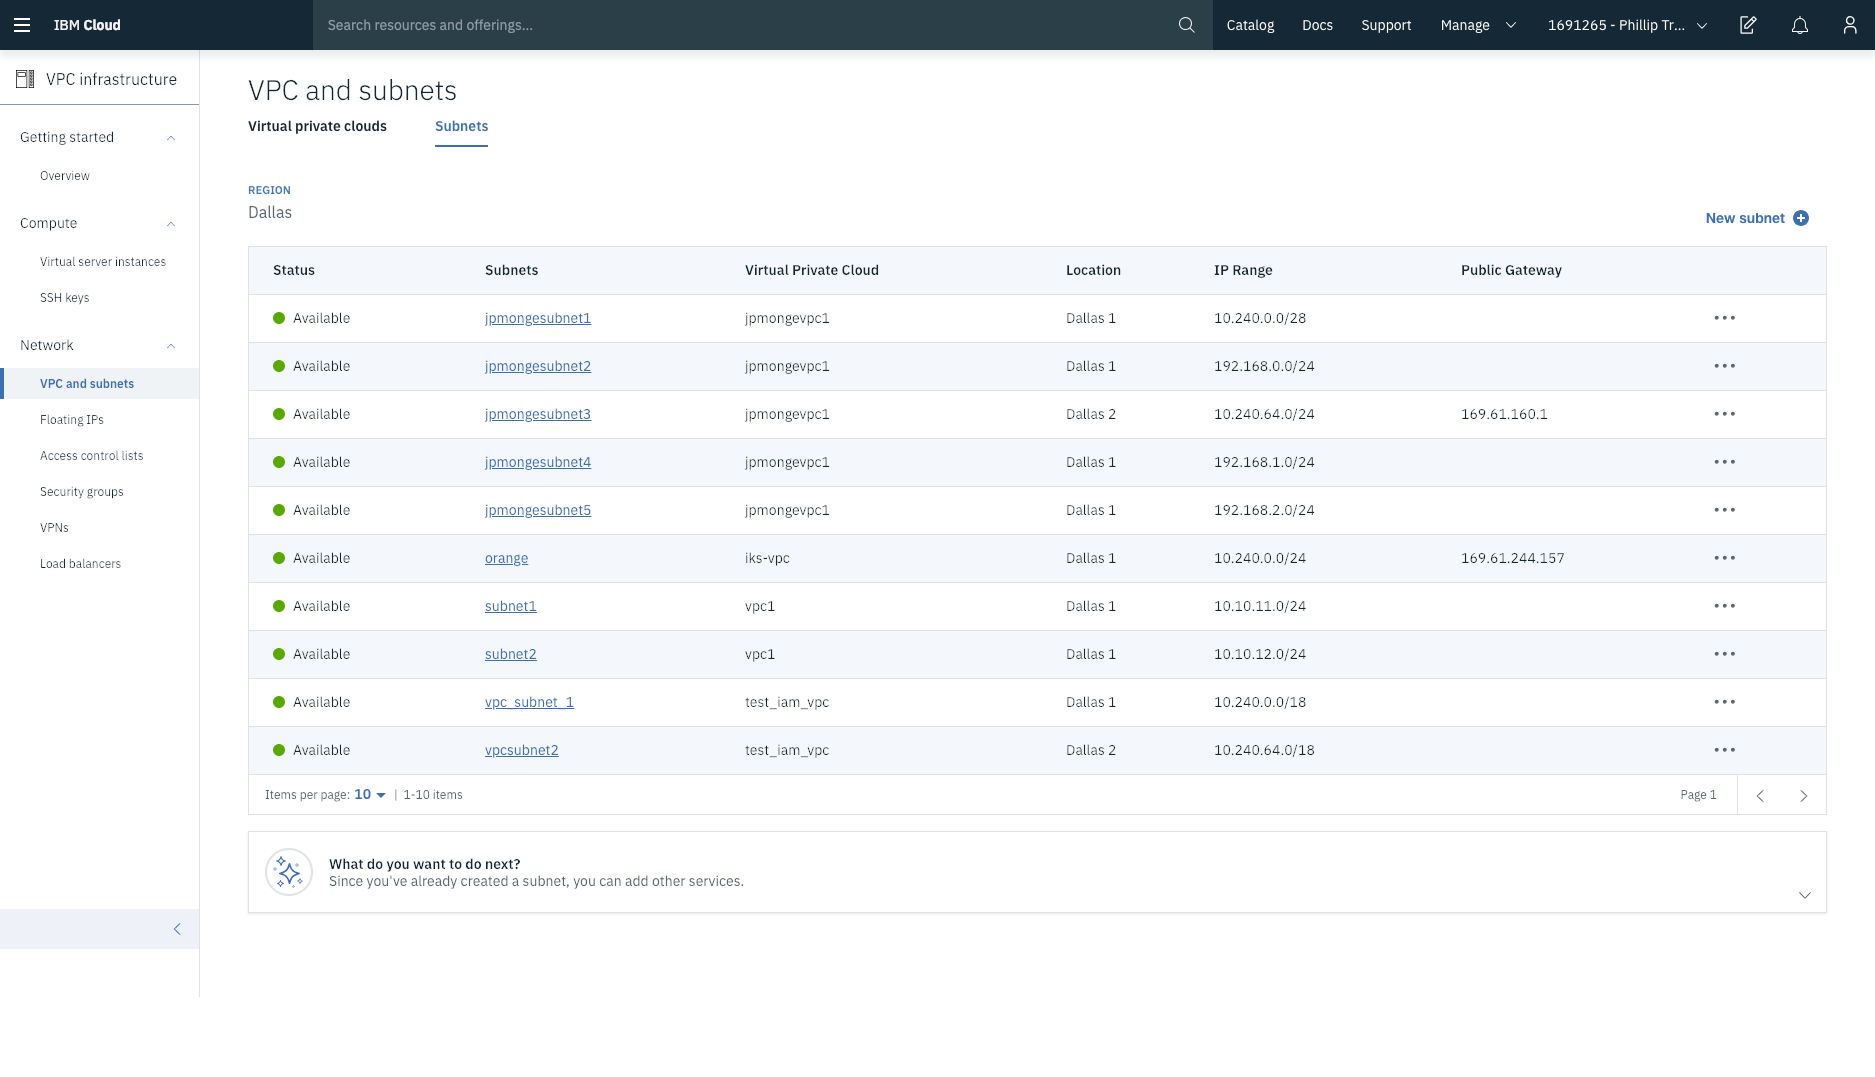 IBM Cloud
Search resources and offerings...
Catalog
Docs
Support
Manage
1691265 - Phillip Tr...
VPC infrastructure
Getting started
Overview
Compute
Virtual server instances
SSH keys
Network
VPC and subnets
Floating IPs
Access control lists
Security groups
VPNs
Load balancers
VPC and subnets
Virtual private clouds
Subnets
REGION
Dallas
New subnet
Status Subnets Virtual Private Cloud Location IP Range Public Gateway
Available jpmongesubnet1 jpmongevpc1 Dallas 1 10.240.0.0/28
Available jpmongesubnet2 jpmongevpc1 Dallas 1 192.168.0.0/24
Available jpmongesubnet3 jpmongevpc1 Dallas 2 10.240.64.0/24 169.61.160.1
Available jpmongesubnet4 jpmongevpc1 Dallas 1 192.168.1.0/24
Available jpmongesubnet5 jpmongevpc1 Dallas 1 192.168.2.0/24
Available orange iks-vpc Dallas 1 10.240.0.0/24 169.61.244.157
Available subnet1 vpc1 Dallas 1 10.10.11.0/24
Available subnet2 vpc1 Dallas 1 10.10.12.0/24
Available vpc_subnet_1 test_iam_vpc Dallas 1 10.240.0.0/18
Available vpcsubnet2 test_iam_vpc Dallas 2 10.240.64.0/18
Items per page: 10 | 1-10 items
Page 1
What do you want to do next?
Since you've already created a subnet, you can add other services.